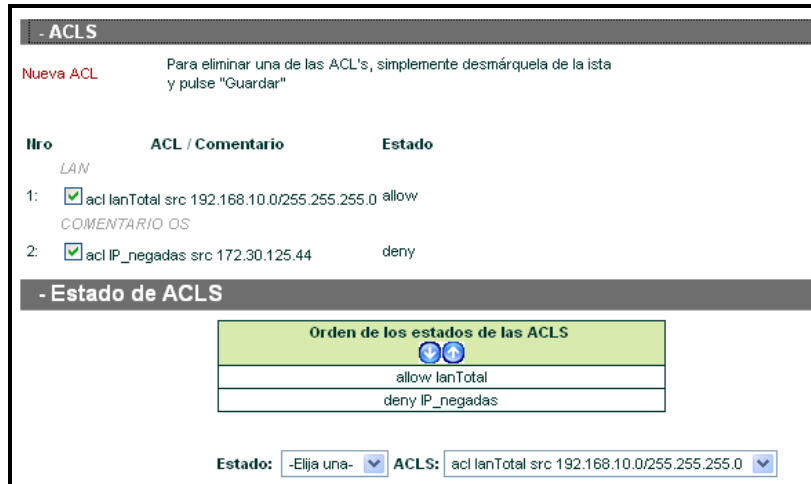 - ACLS
Nueva ACL
Para eliminar una de las ACL's, simplemente desmárquela de la ista
y pulse "Guardar"
Nro ACL / Comentario Estado
LAN
1: acl lanTotal src 192.168.10.0/255.255.255.0 allow
COMENTARIO OS
2: acl IP_negadas src 172.30.125.44 deny
- Estado de ACLS
Orden de los estados de las ACLS
allow lanTotal
deny IP_negadas
Estado: -Elija una- ACLS: acl lanTotal src 192.168.10.0/255.255.255.0